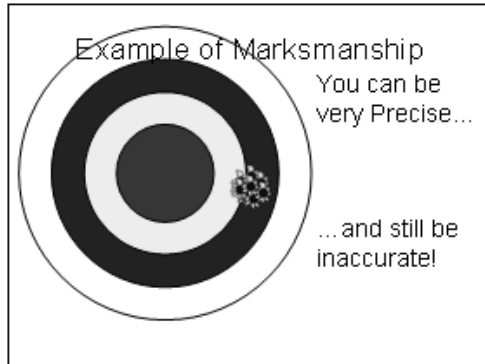 Example of Marksmanship
You can be
very Precise...
...and still be
inaccurate!